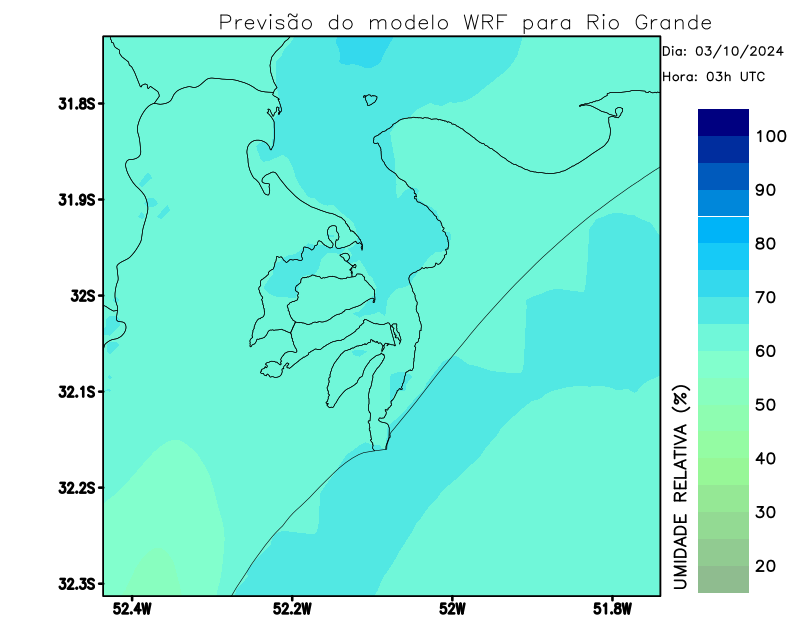 Previsão do modelo WRF para Rio Grande
Dia: 03/10/2024
Hora: 03h UTC
31.8S
31.9S
32S
32.1S
32.2S
32.3S
52.4W
52.2W
52W
51.8W
UMIDADE RELATIVA (%)
100
90
80
70
60
50
40
30
20